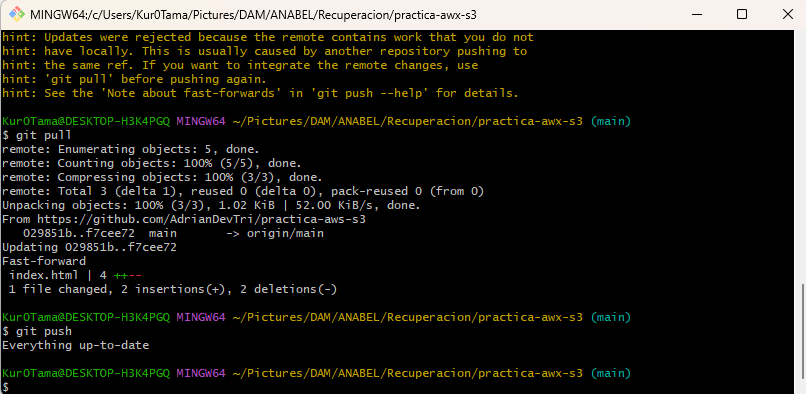 MINGW64:/c/Users/Kur0Tama/Pictures/DAM/ANABEL/Recuperacion/practica-awx-s3
hint: Updates were rejected because the remote contains work that you do not
hint: have locally. This is usually caused by another repository pushing to
hint: the same ref. If you want to integrate the remote changes, use
hint: 'git pull' before pushing again.
hint: See the 'Note about fast-forwards' in 'git push --help' for details.
Kur0Tama@DESKTOP-H3K4PGQ MINGW64 ~/Pictures/DAM/ANABEL/Recuperacion/practica-awx-s3 (main)
$ git pull
remote: Enumerating objects: 5, done.
remote: Counting objects: 100% (5/5), done.
remote: Compressing objects: 100% (3/3), done.
remote: Total 3 (delta 1), reused 0 (delta 0), pack-reused 0 (from 0)
Unpacking objects: 100% (3/3), 1.02 KiB | 52.00 KiB/s, done.
From https://github.com/AdrianDevTri/practica-aws-s3
   029851b..f7cee72  main       -> origin/main
Updating 029851b..f7cee72
Fast-forward
 index.html | 4 ++--
 1 file changed, 2 insertions(+), 2 deletions(-)
Kur0Tama@DESKTOP-H3K4PGQ MINGW64 ~/Pictures/DAM/ANABEL/Recuperacion/practica-awx-s3 (main)
$ git push
Everything up-to-date
Kur0Tama@DESKTOP-H3K4PGQ MINGW64 ~/Pictures/DAM/ANABEL/Recuperacion/practica-awx-s3 (main)
$